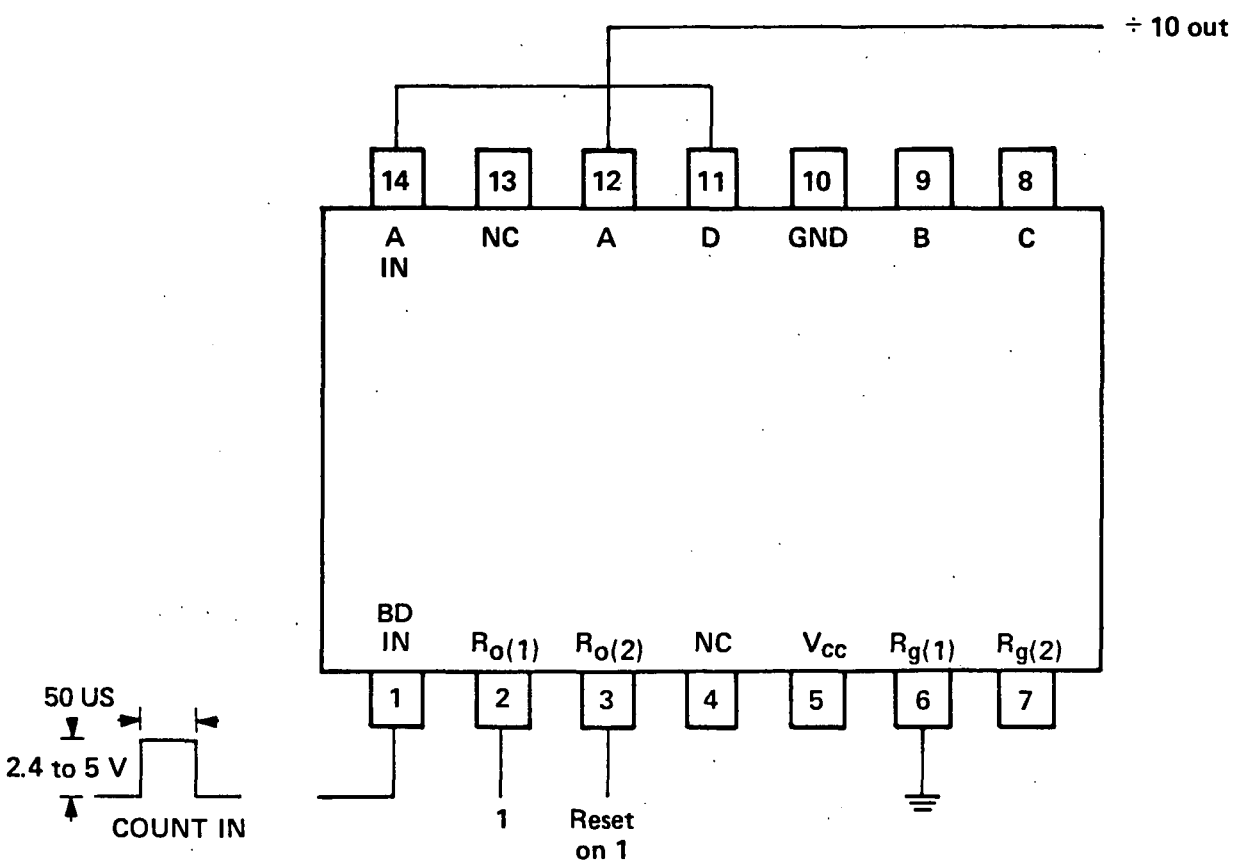 ÷ 10 out
14 13 12 11 10 9 8
A IN NC A D GND B C
BD IN Ro(1) Ro(2) NC Vcc Rg(1) Rg(2)
1 2 3 4 5 6 7
50 US
2.4 to 5 V
COUNT IN
1
Reset
on 1